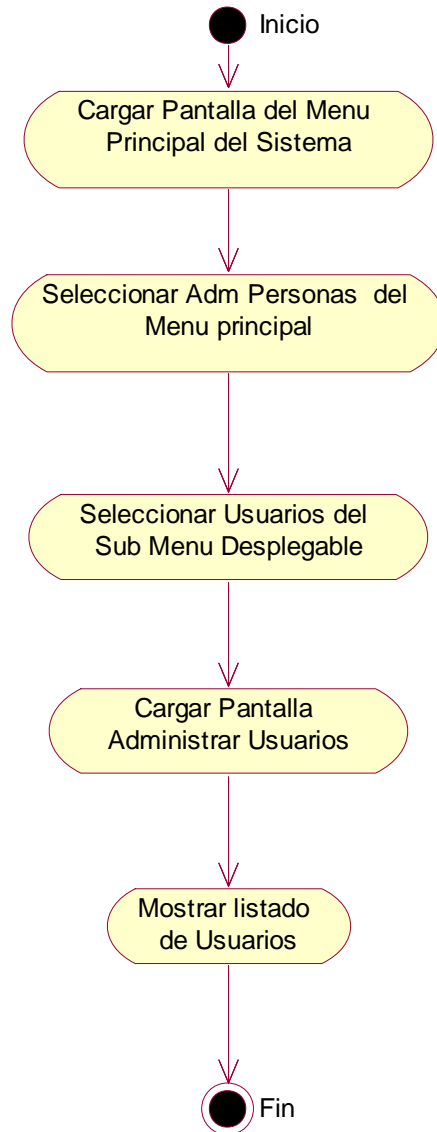 Inicio
Cargar Pantalla del Menu
Principal del Sistema
Seleccionar Adm Personas del
Menu principal
Seleccionar Usuarios del
Sub Menu Desplegable
Cargar Pantalla
Administrar Usuarios
Mostrar listado
de Usuarios
Fin